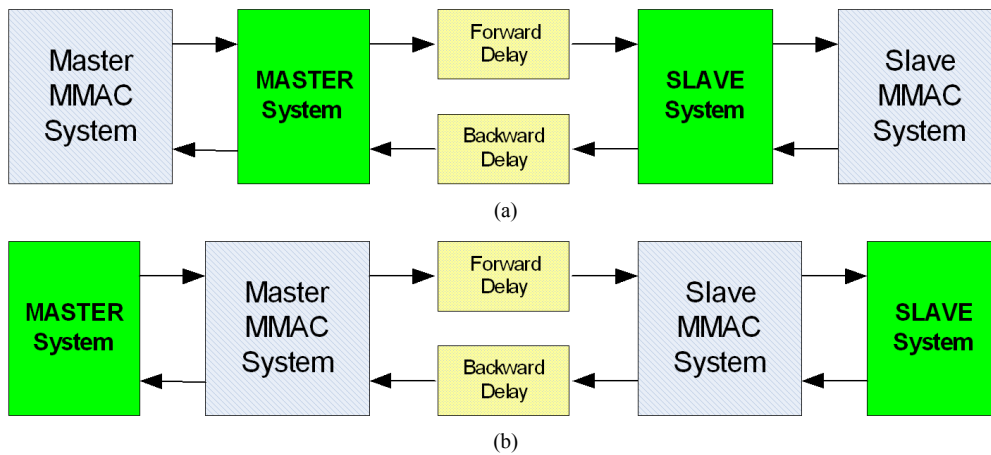 Master
MMAC
System
MASTER
System
Forward
Delay
Backward
Delay
SLAVE
System
Slave
MMAC
System
(a)
MASTER
System
Master
MMAC
System
Forward
Delay
Backward
Delay
Slave
MMAC
System
SLAVE
System
(b)